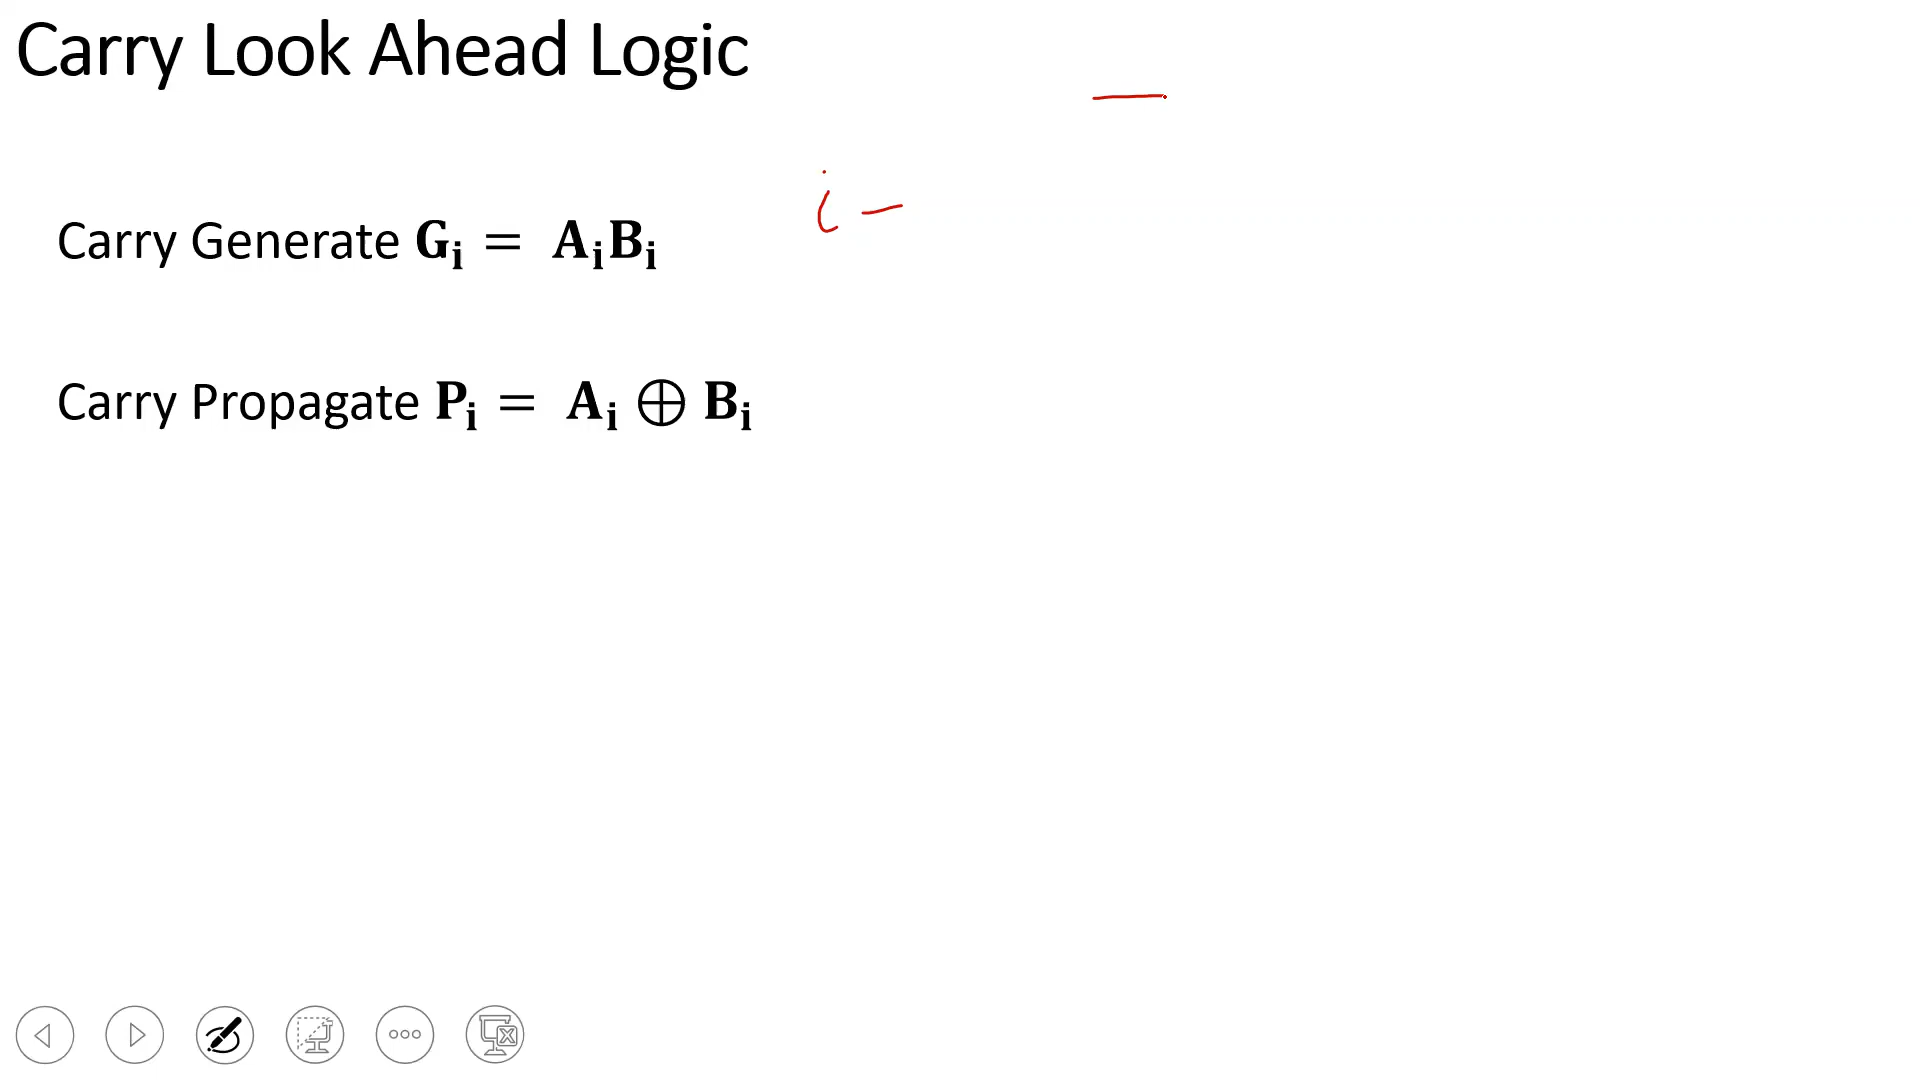 Carry Look Ahead Logic
i –
Carry Generate Gᵢ = AᵢBᵢ
Carry Propagate Pᵢ = Aᵢ ⊕ Bᵢ